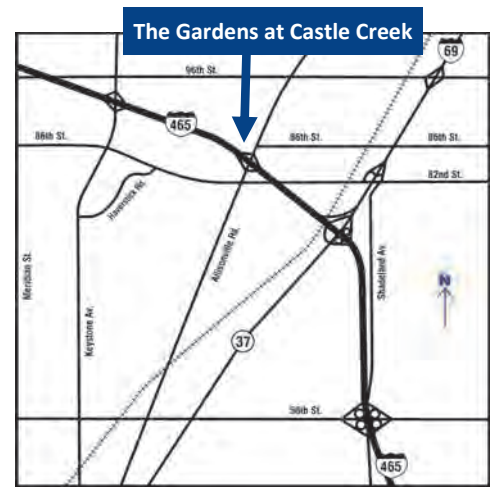 The Gardens at Castle Creek
69
96th St.
465
86th St.
86th St.
86th St.
82nd St.
Haverstick Rd.
Allisonville Rd.
Meridian St.
Keystone Av.
Shadeland Av.
N
37
56th St.
465